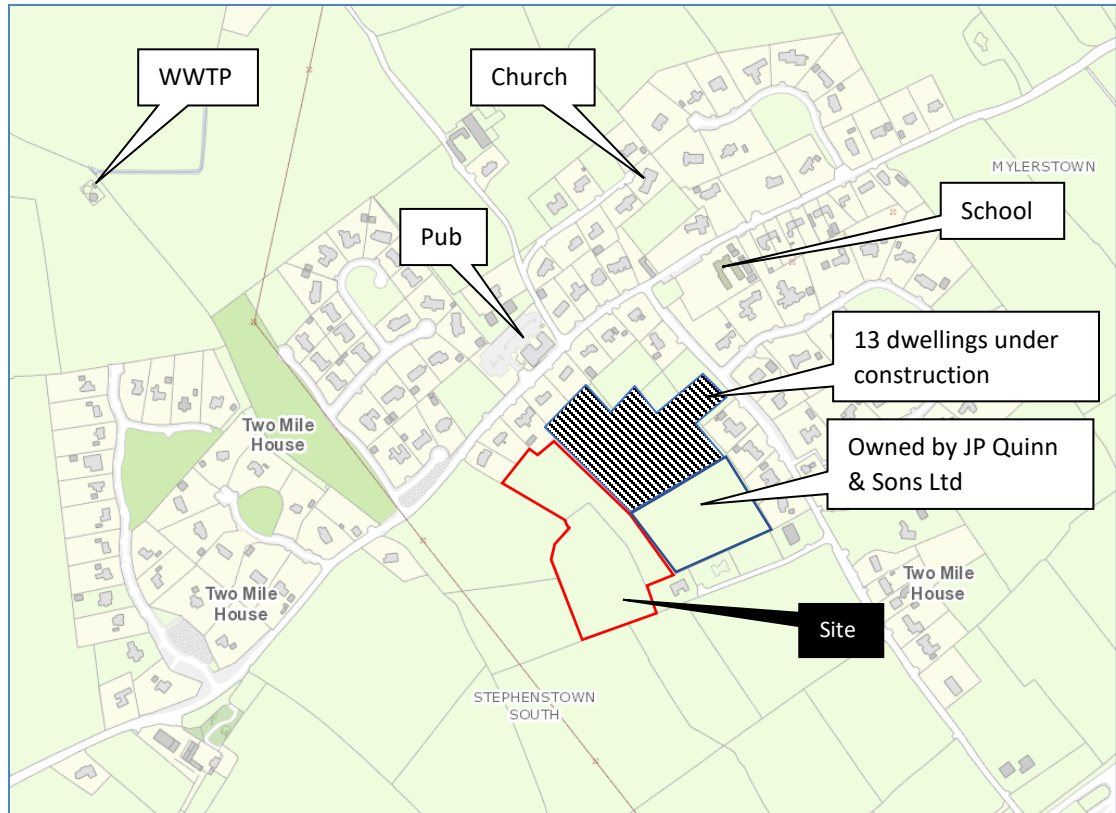 WWTP
Church
MYLERSTOWN
School
Pub
13 dwellings under
construction
Two Mile
House
Owned by JP Quinn
& Sons Ltd
Two Mile
House
Two Mile
House
Site
STEPHENSTOWN
SOUTH